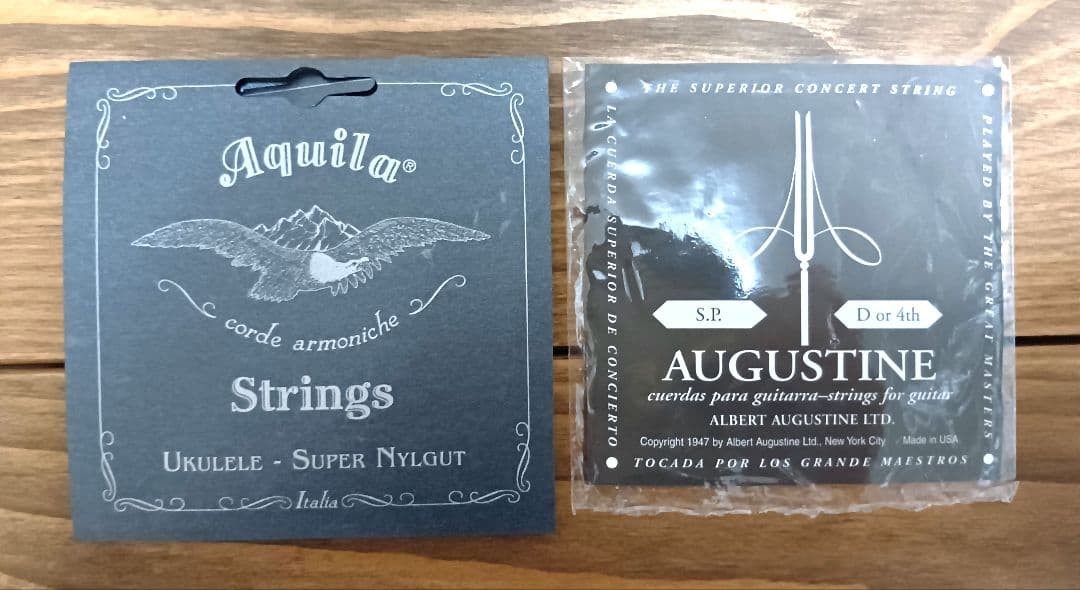 Aquila®
corde armoniche
Strings
UKULELE - SUPER NYLGUT
Italia
THE SUPERIOR CONCERT STRING
LA CUERDA SUPERIOR DE CONCIERTO
PLAYED BY THE GREAT MASTERS
S.P.
D or 4th
AUGUSTINE
cuerdas para guitarra–strings for guitar
ALBERT AUGUSTINE LTD.
Copyright 1947 by Albert Augustine Ltd., New York City Made in USA
TOCADA POR LOS GRANDE MAESTROS